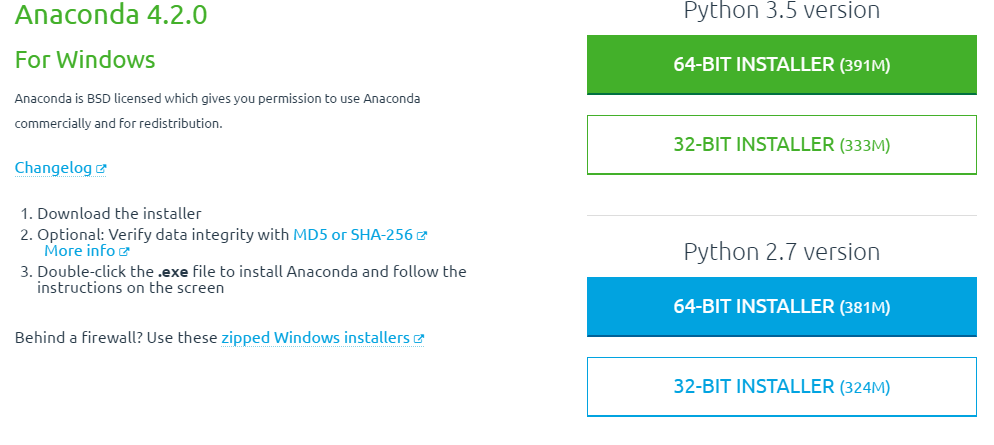 Anaconda 4.2.0
For Windows
Anaconda is BSD licensed which gives you permission to use Anaconda
commercially and for redistribution.
Changelog
1. Download the installer
2. Optional: Verify data integrity with MD5 or SHA-256
More info
3. Double-click the .exe file to install Anaconda and follow the
instructions on the screen
Behind a firewall? Use these zipped Windows installers
Python 3.5 version
64-BIT INSTALLER (391M)
32-BIT INSTALLER (333M)
Python 2.7 version
64-BIT INSTALLER (381M)
32-BIT INSTALLER (324M)